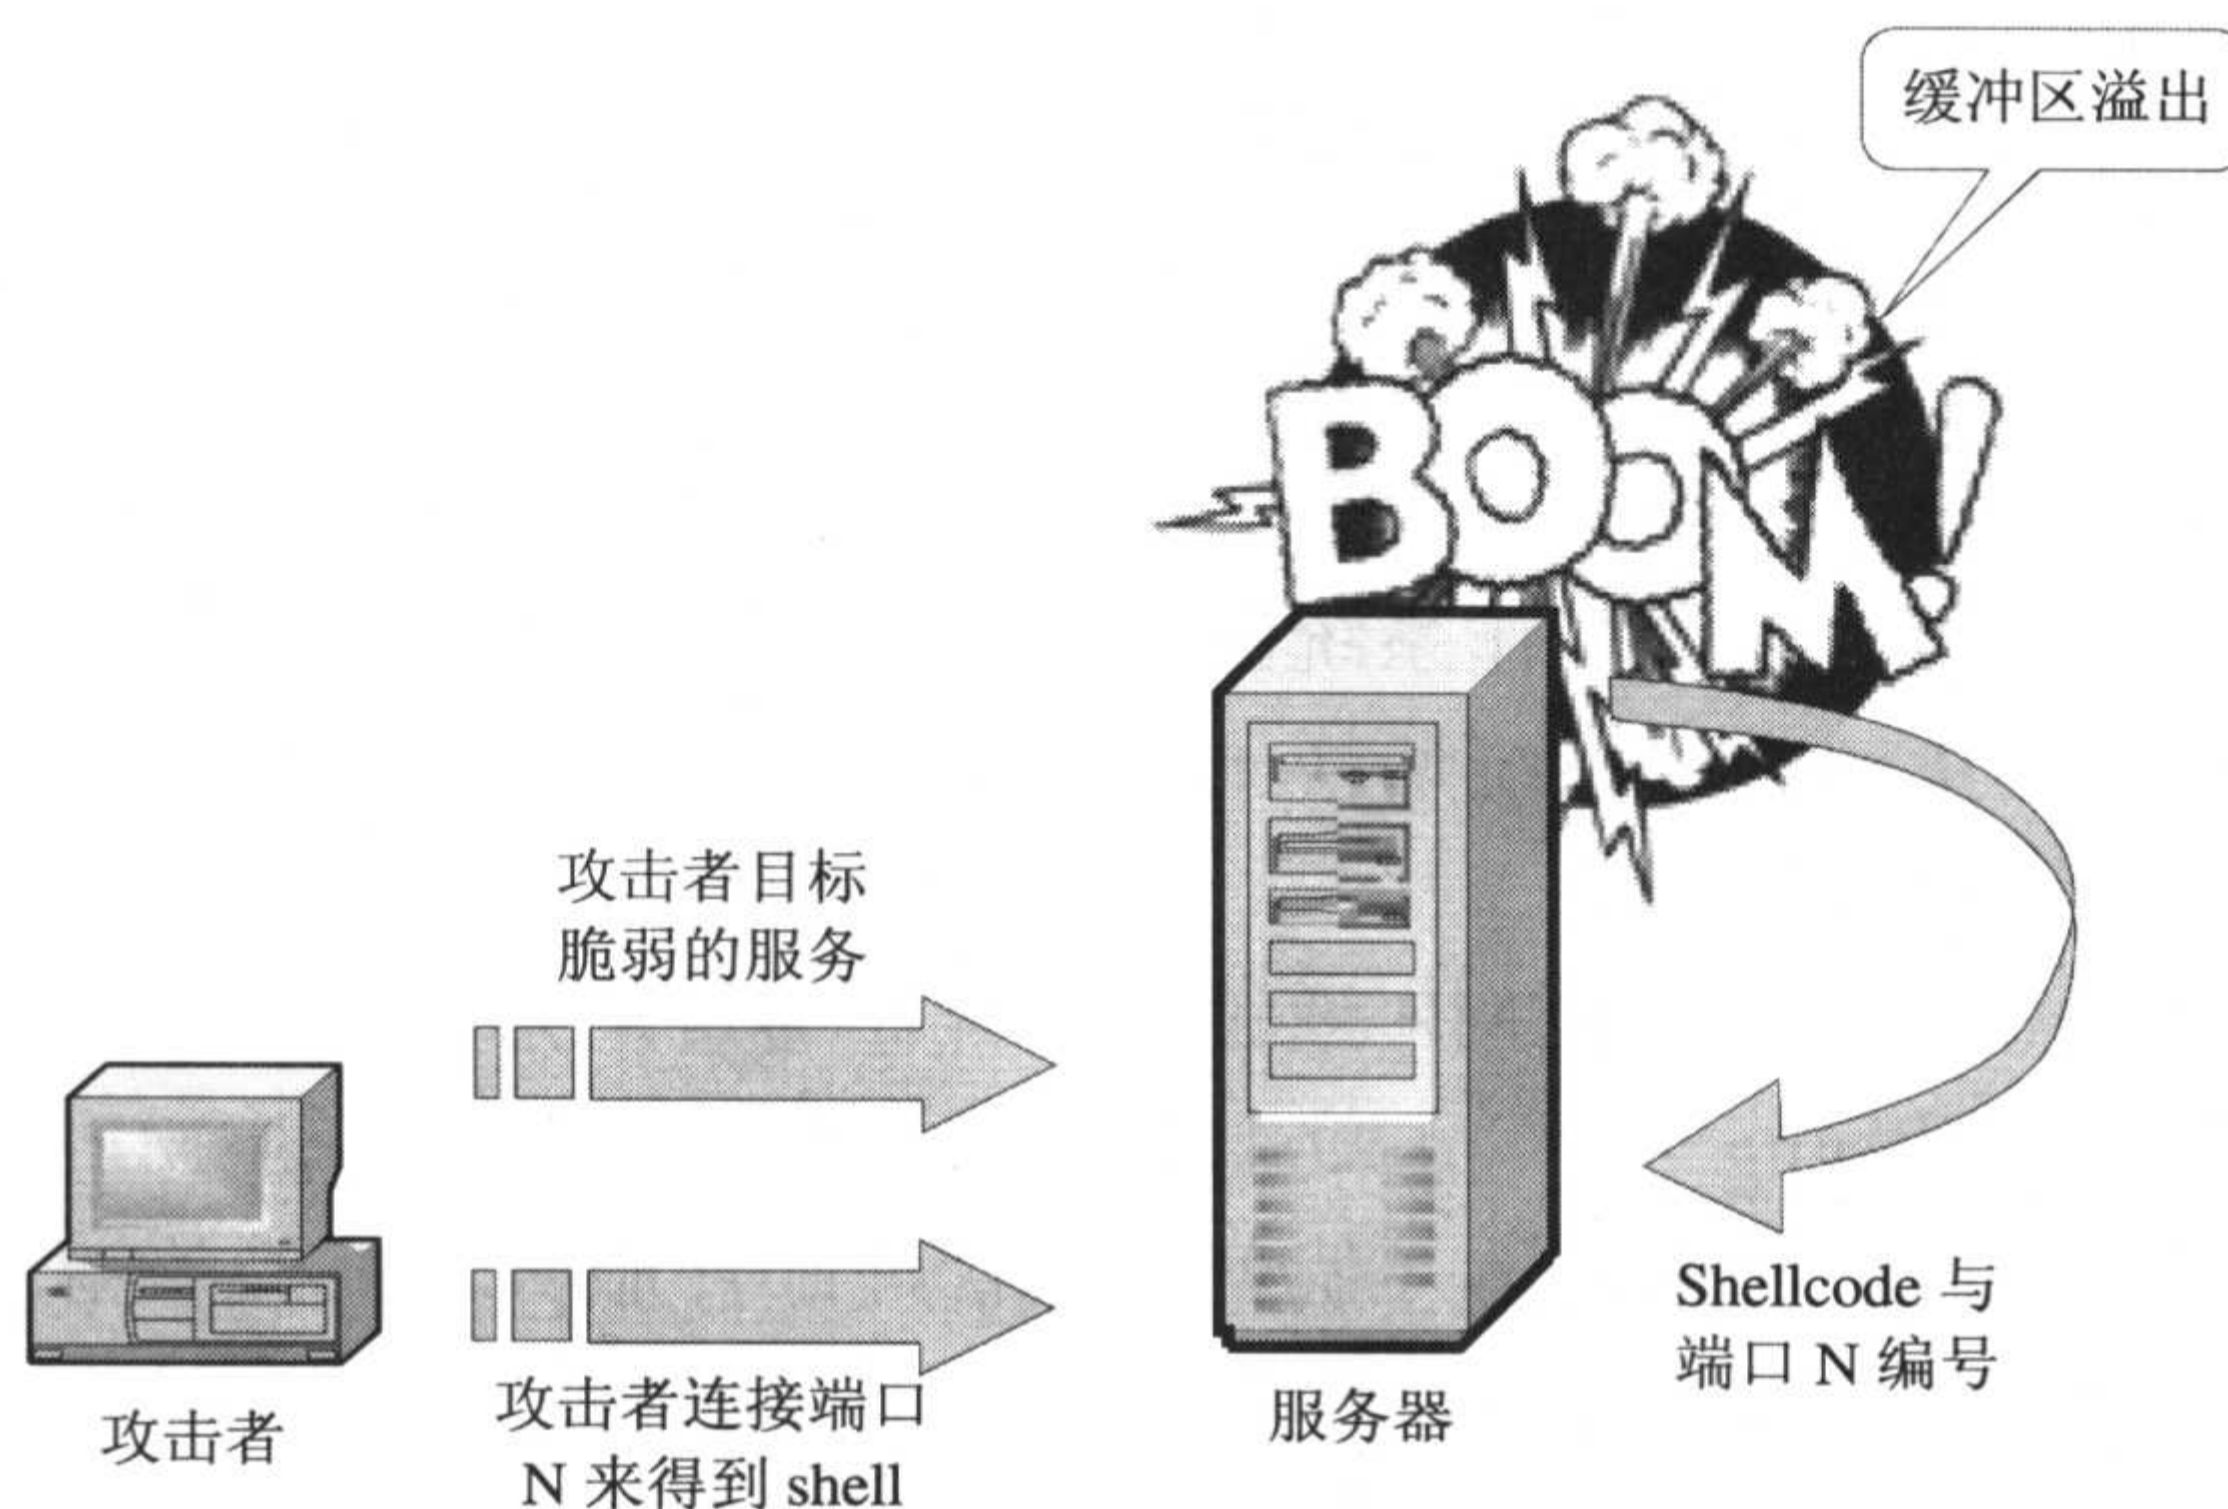 缓冲区溢出
BOOM!
攻击者目标
脆弱的服务
攻击者
攻击者连接端口
N 来得到 shell
服务器
Shellcode 与
端口 N 编号